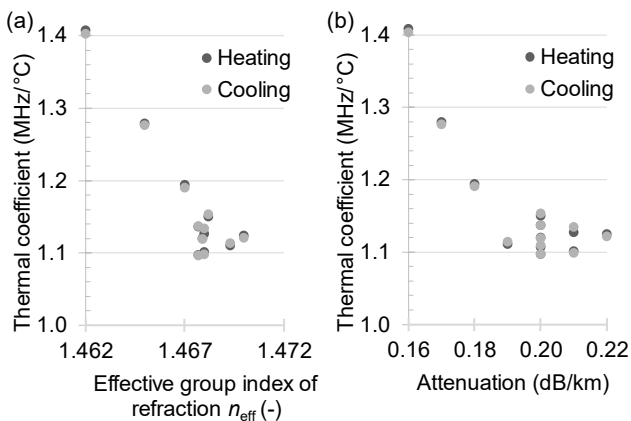 (a)
Thermal coefficient (MHz/°C)
1.4
1.3
1.2
1.1
1.0
Heating
Cooling
1.462
1.467
1.472
Effective group index of
refraction neff (-)
(b)
Thermal coefficient (MHz/°C)
1.4
1.3
1.2
1.1
1.0
Heating
Cooling
0.16
0.18
0.20
0.22
Attenuation (dB/km)